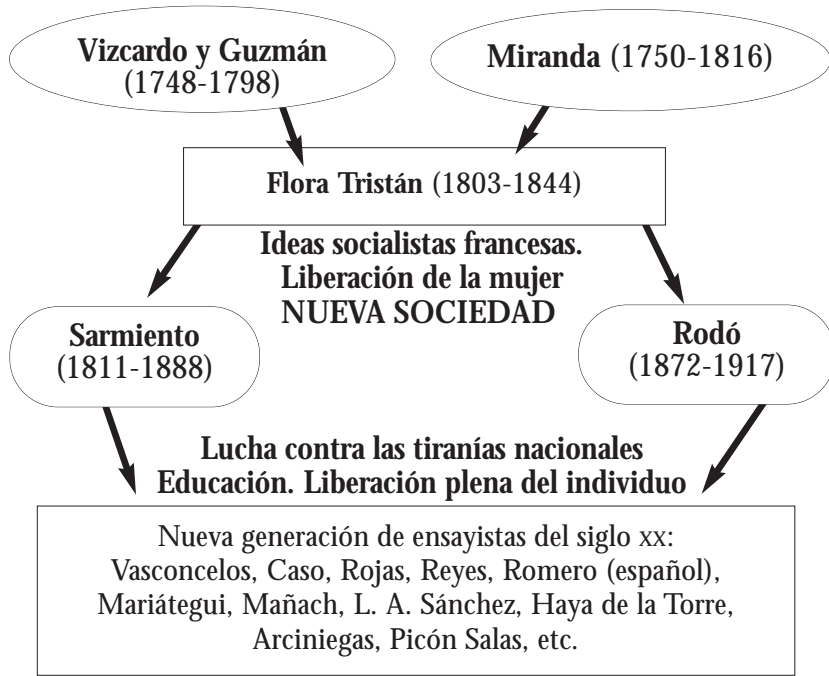 Vizcardo y Guzmán
(1748-1798)
Miranda (1750-1816)
Flora Tristán (1803-1844)
Ideas socialistas francesas.
Liberación de la mujer
NUEVA SOCIEDAD
Sarmiento
(1811-1888)
Rodó
(1872-1917)
Lucha contra las tiranías nacionales
Educación. Liberación plena del individuo
Nueva generación de ensayistas del siglo XX:
Vasconcelos, Caso, Rojas, Reyes, Romero (español),
Mariátegui, Mañach, L. A. Sánchez, Haya de la Torre,
Arciniegas, Picón Salas, etc.